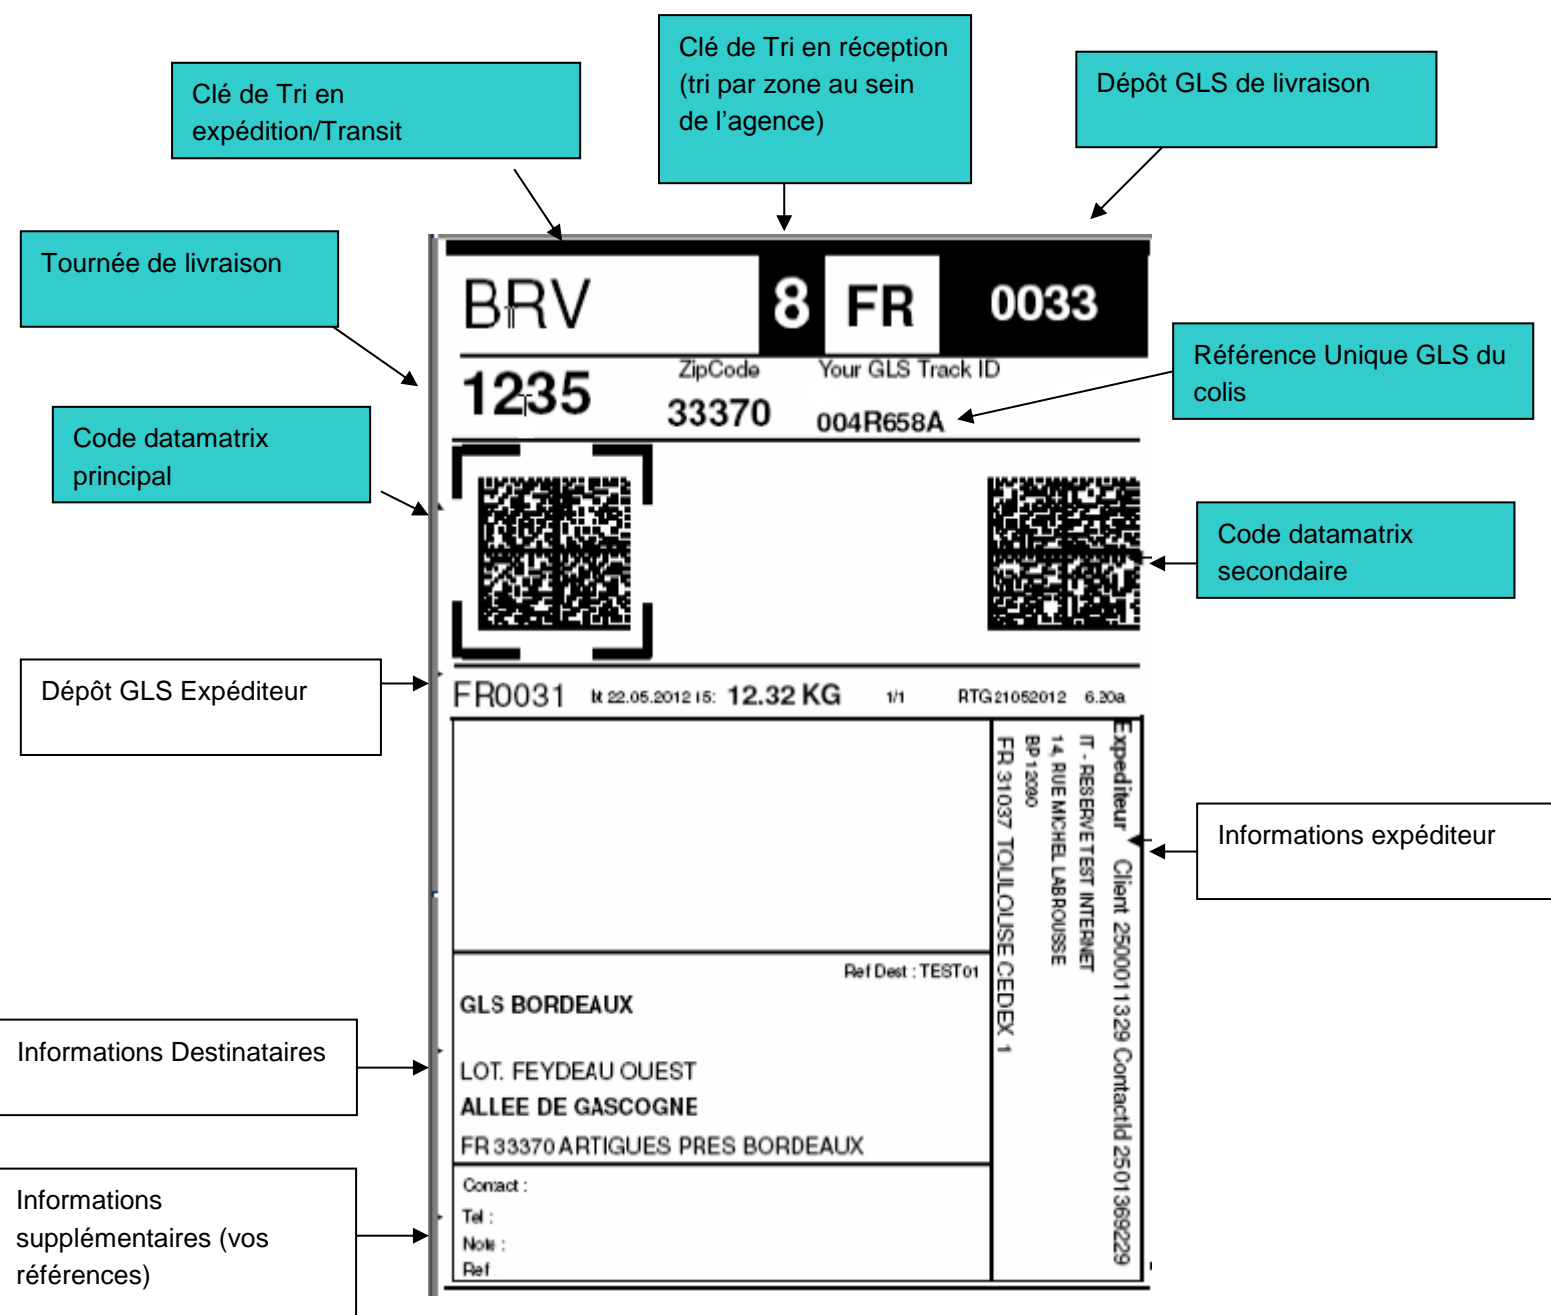 Clé de Tri en réception
(tri par zone au sein
de l'agence)
Clé de Tri en
expédition/Transit
Dépôt GLS de livraison
Tournée de livraison
BRV
8
FR
0033
Référence Unique GLS du
colis
1235
ZipCode
33370
Your GLS Track ID
004R658A
Code datamatrix
principal
Code datamatrix
secondaire
Dépôt GLS Expéditeur
FR0031 22.05.2012 15: 12.32 KG 1/1 RTG21052012 6.20a
Expediteur Client 2500011329 ContactId 2501369229
IT - RESERVE TEST INTERNET
14, RUE MICHEL LABROUSSE
BP 12090
FR 31037 TOULOUSE CEDEX 1
Informations expéditeur
Ref Dest : TEST01
GLS BORDEAUX
Informations Destinataires
LOT. FEYDEAU OUEST
ALLEE DE GASCOGNE
FR 33370 ARTIGUES PRES BORDEAUX
Informations
supplémentaires (vos
références)
Contact :
Tel :
Note :
Ref